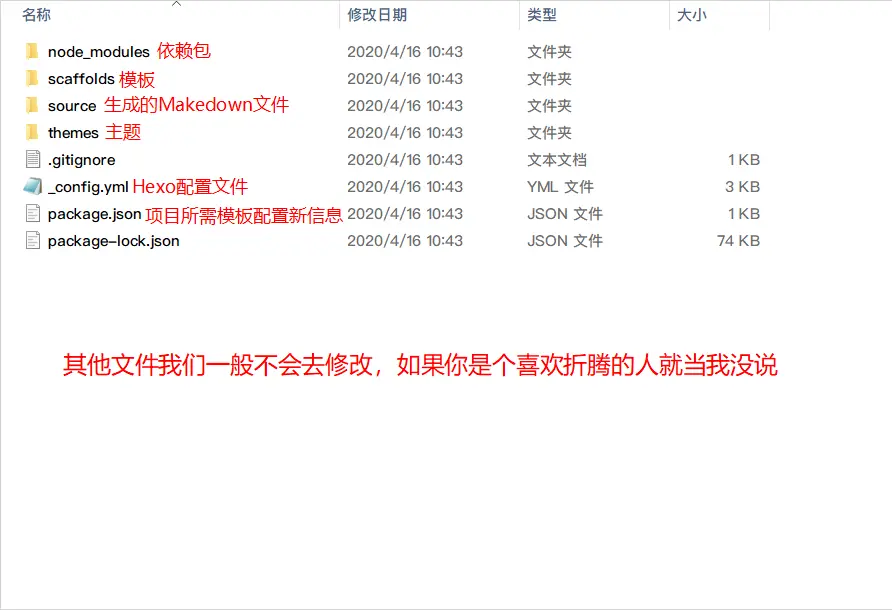 名称 修改日期 类型 大小
node_modules 依赖包 2020/4/16 10:43 文件夹
scaffolds 模板 2020/4/16 10:43 文件夹
source 生成的Makedown文件 2020/4/16 10:43 文件夹
themes 主题 2020/4/16 10:43 文件夹
.gitignore 2020/4/16 10:43 文本文档 1 KB
_config.yml Hexo配置文件 2020/4/16 10:43 YML 文件 3 KB
package.json 项目所需模板配置新信息 2020/4/16 10:43 JSON 文件 1 KB
package-lock.json 2020/4/16 10:43 JSON 文件 74 KB
其他文件我们一般不会去修改，如果你是个喜欢折腾的人就当我没说